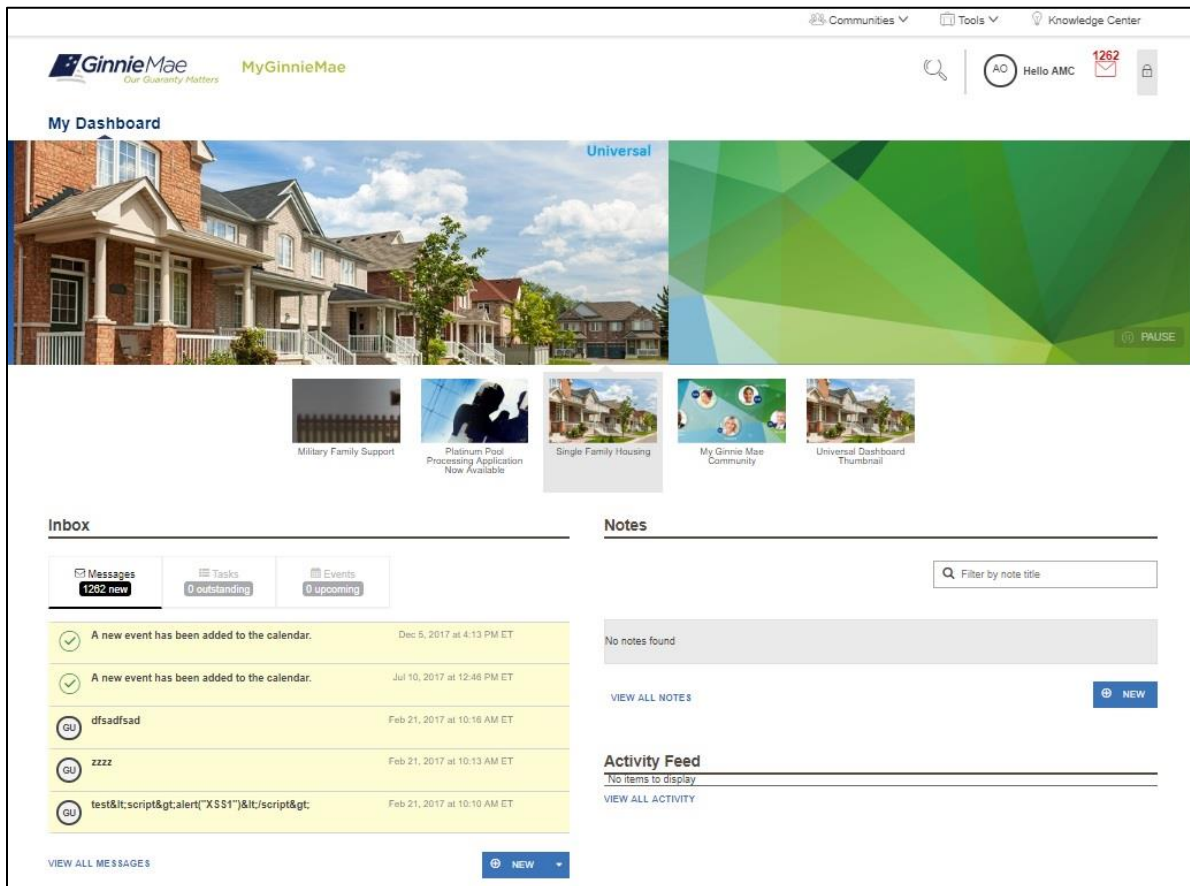 Communities
Tools
Knowledge Center
GinnieMae
Our Guaranty Matters
MyGinnieMae
AO
Hello AMC
1262
My Dashboard
Universal
PAUSE
Military Family Support
Platinum Pool
Processing Application
Now Available
Single Family Housing
My Ginnie Mae
Community
Universal Dashboard
Thumbnail
Inbox
Messages
1262 new
Tasks
0 outstanding
Events
0 upcoming
A new event has been added to the calendar.
Dec 5, 2017 at 4:13 PM ET
A new event has been added to the calendar.
Jul 10, 2017 at 12:46 PM ET
GU
dfsadfsad
Feb 21, 2017 at 10:16 AM ET
GU
zzzz
Feb 21, 2017 at 10:13 AM ET
GU
test&lt;script&gt;alert("XSS1")&lt;/script&gt;
Feb 21, 2017 at 10:10 AM ET
VIEW ALL MESSAGES
NEW
Notes
Filter by note title
No notes found
VIEW ALL NOTES
NEW
Activity Feed
No items to display
VIEW ALL ACTIVITY